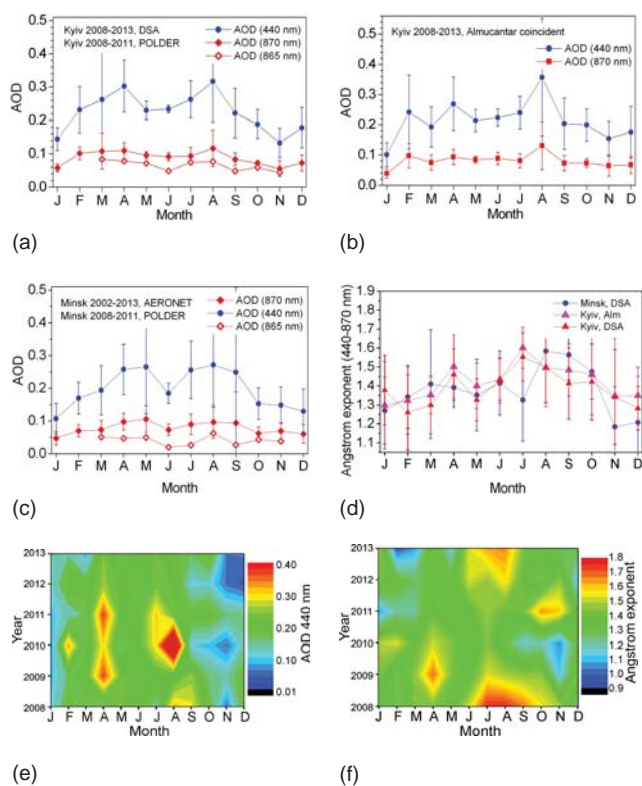 Kyiv 2008-2013, DSA
Kyiv 2008-2011, POLDER
AOD (440 nm)
AOD (870 nm)
AOD (865 nm)
AOD
0.5
0.4
0.3
0.2
0.1
0.0
J F M A M J J A S O N D
Month
(a)
Kyiv 2008-2013, Almucantar coincident
AOD (440 nm)
AOD (870 nm)
AOD
0.4
0.3
0.2
0.1
0.0
J F M A M J J A S O N D
Month
(b)
Minsk 2002-2013, AERONET
Minsk 2008-2011, POLDER
AOD (870 nm)
AOD (440 nm)
AOD (865 nm)
AOD
0.5
0.4
0.3
0.2
0.1
0.0
J F M A M J J A S O N D
Month
(c)
Minsk, DSA
Kyiv, Alm
Kyiv, DSA
Angstrom exponent (440-870 nm)
1.9
1.8
1.7
1.6
1.5
1.4
1.3
1.2
1.1
J F M A M J J A S O N D
Month
(d)
Year
2013
2012
2011
2010
2009
2008
J F M A M J J A S O N D
Month
0.40
0.30
0.20
0.10
0.01
AOD 440 nm
(e)
Year
2013
2012
2011
2010
2009
2008
J F M A M J J A S O N D
Month
1.8
1.7
1.6
1.5
1.4
1.3
1.2
1.1
1.0
0.9
Angstrom exponent
(f)